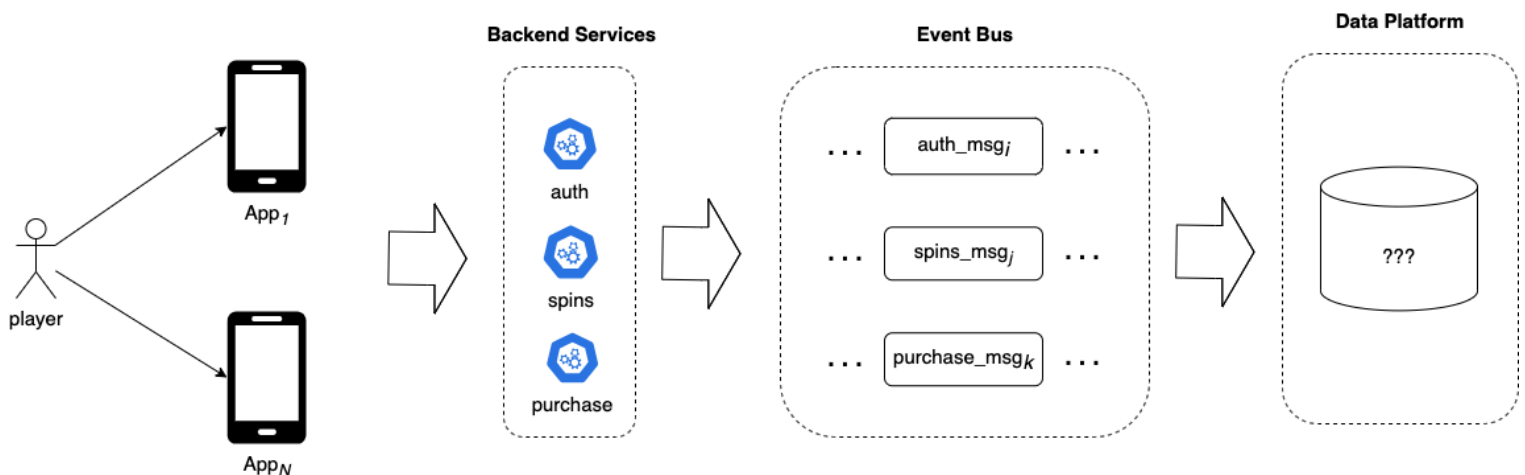 Backend Services
Event Bus
Data Platform
player
App1
AppN
auth
spins
purchase
... auth_msgi ...
... spins_msgj ...
... purchase_msgk ...
???